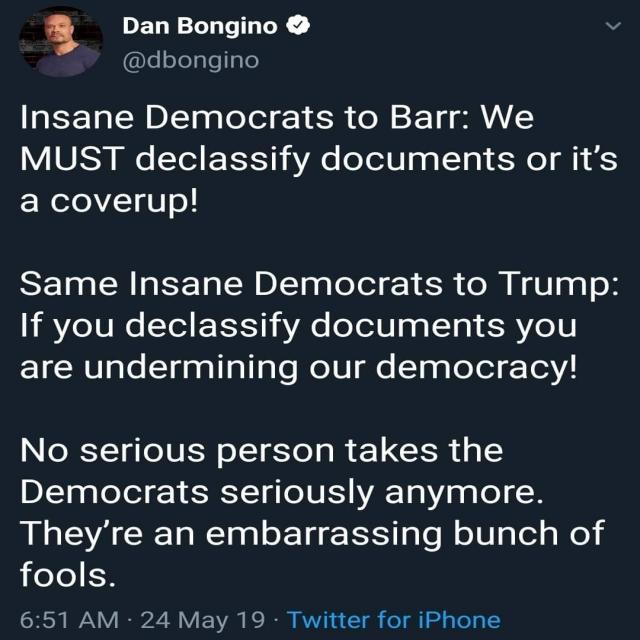 Dan Bongino
@dbongino
Insane Democrats to Barr: We
MUST declassify documents or it's
a coverup!
Same Insane Democrats to Trump:
If you declassify documents you
are undermining our democracy!
No serious person takes the
Democrats seriously anymore.
They're an embarrassing bunch of
fools.
6:51 AM · 24 May 19 · Twitter for iPhone